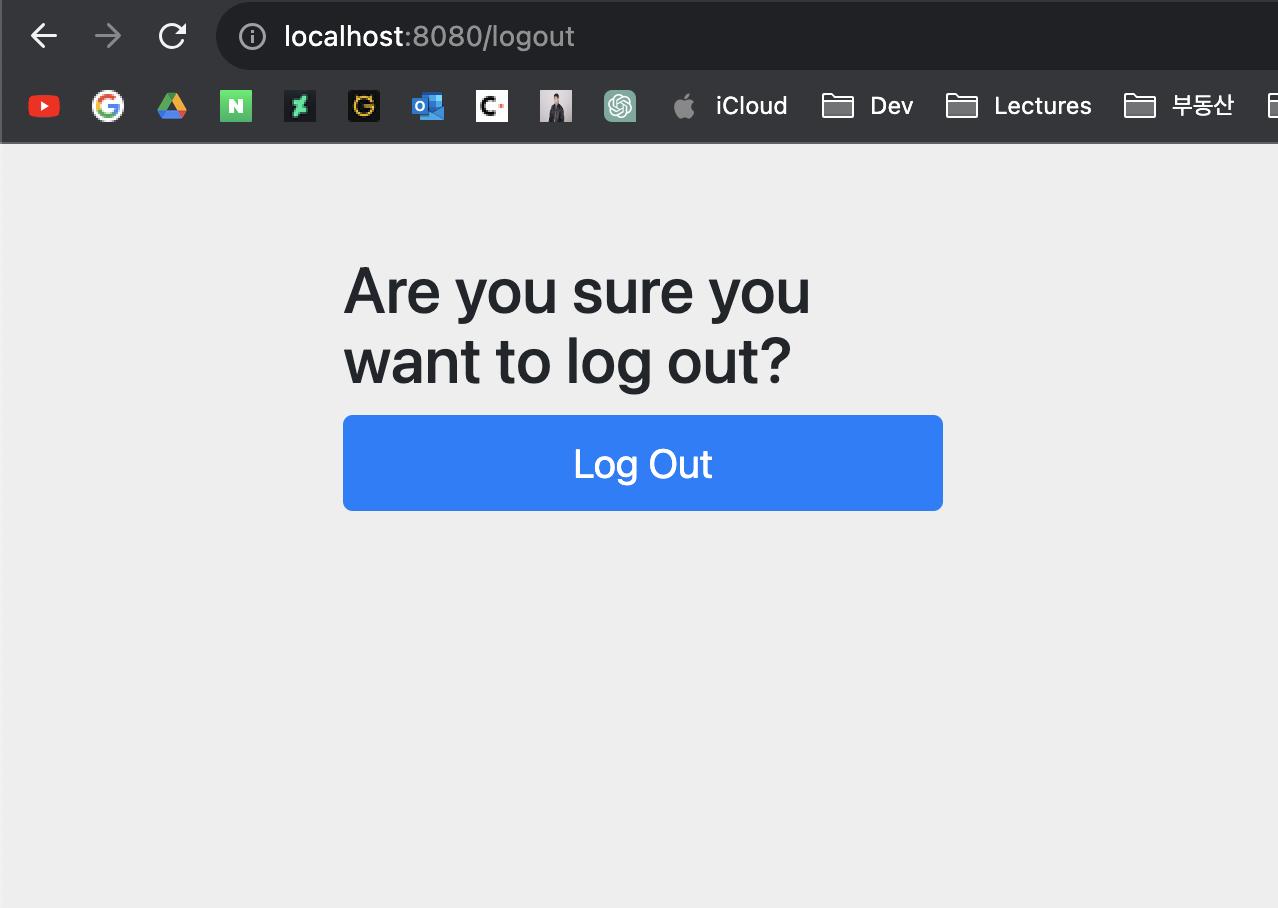 localhost:8080/logout
iCloud Dev Lectures 부동산
Are you sure you
want to log out?
Log Out